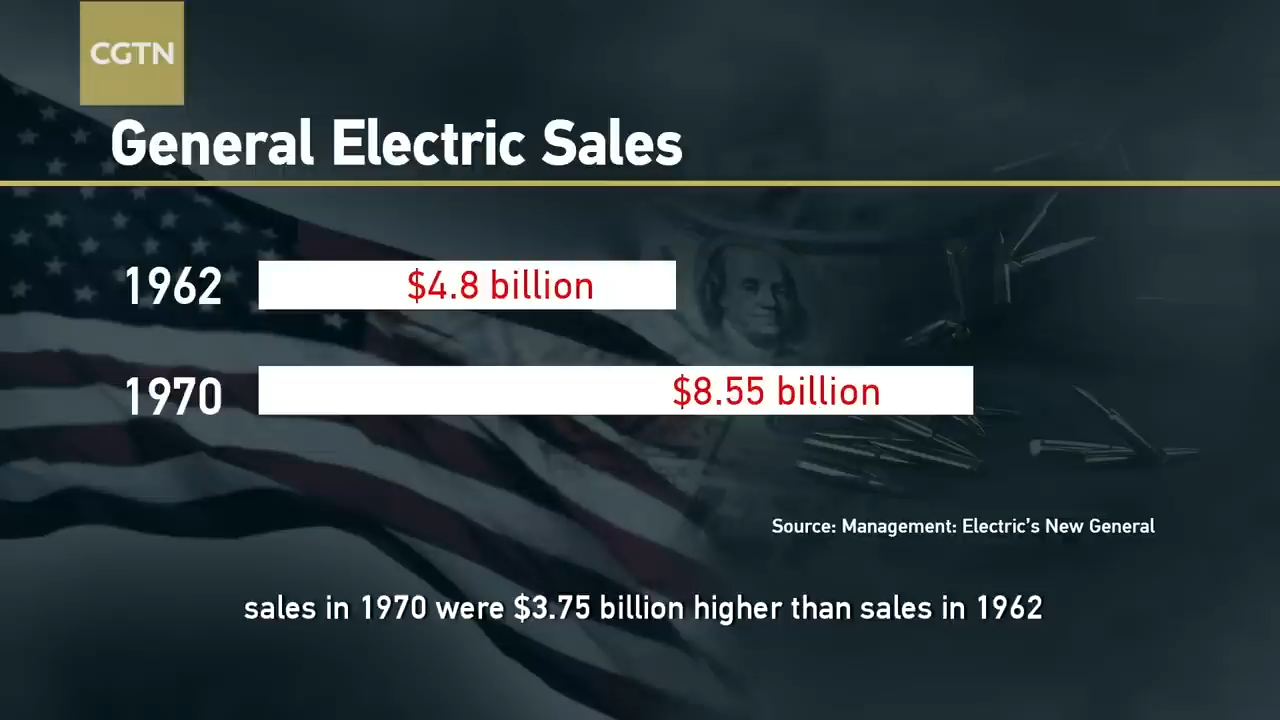 CGTN
General Electric Sales
1962 $4.8 billion
1970 $8.55 billion
Source: Management: Electric's New General
sales in 1970 were $3.75 billion higher than sales in 1962